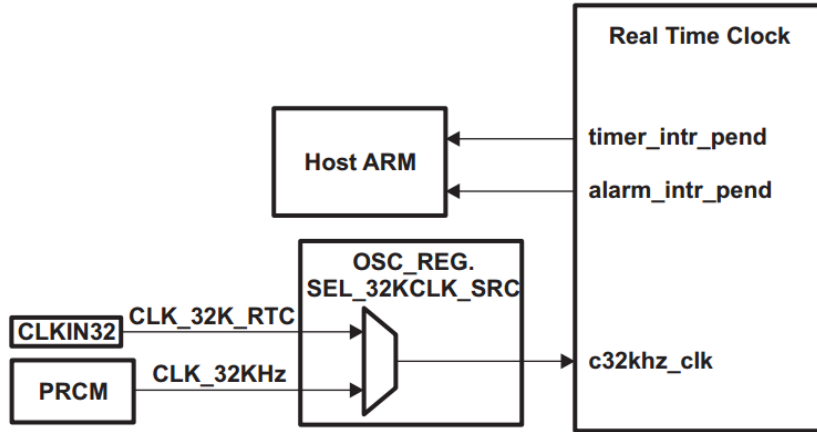 Real Time Clock
timer_intr_pend
Host ARM
alarm_intr_pend
OSC_REG.
SEL_32KCLK_SRC
CLK_32K_RTC
CLKIN32
CLK_32KHz
PRCM
c32khz_clk